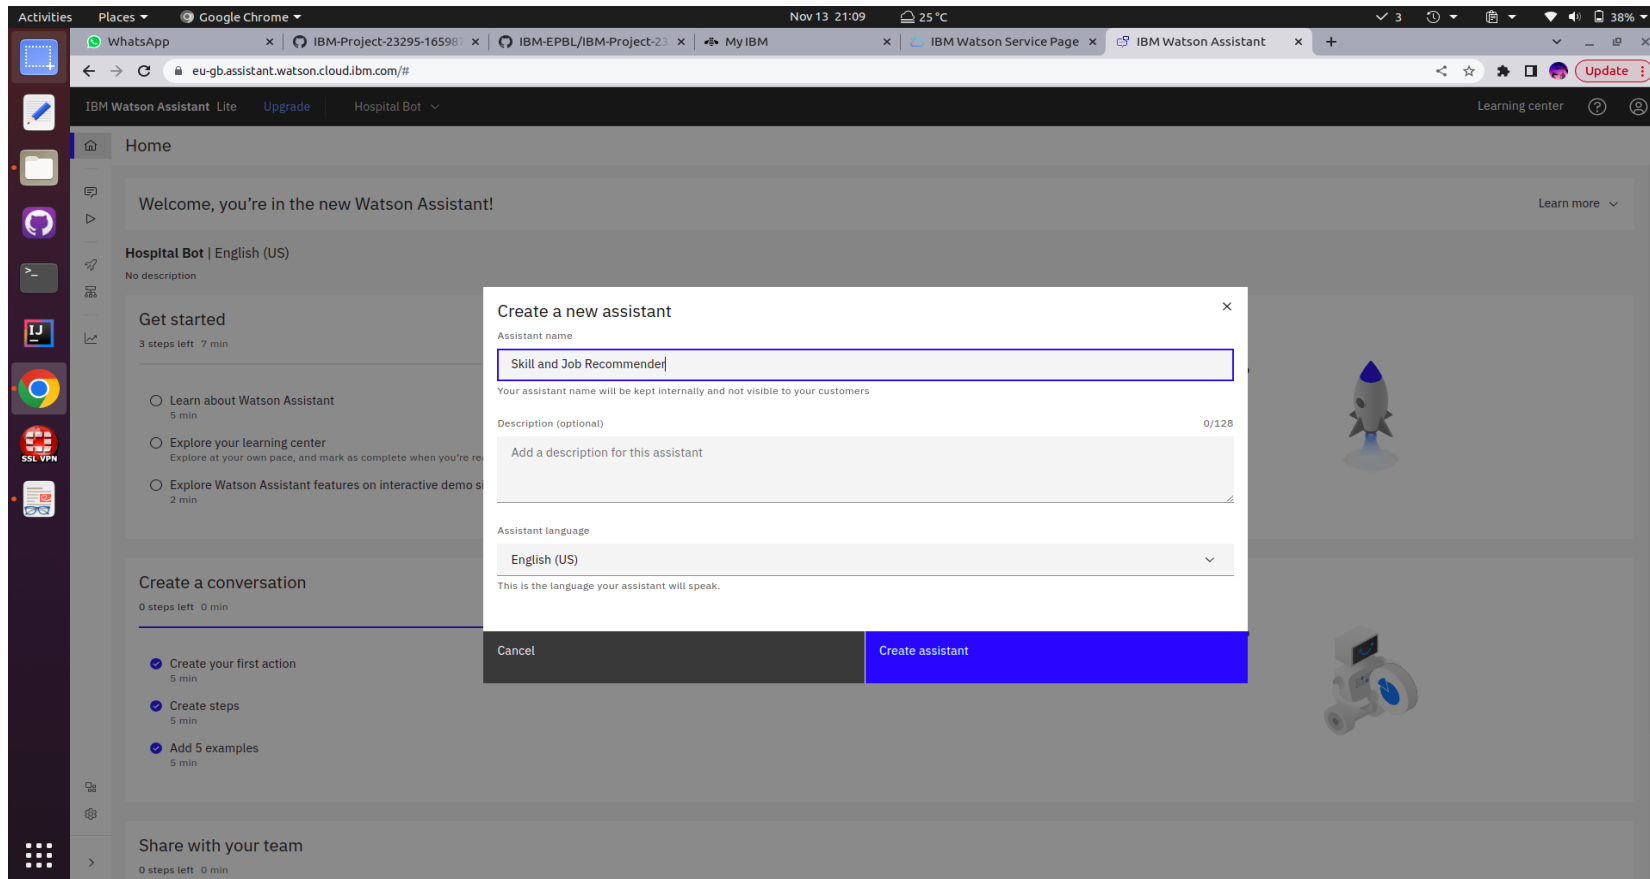 Activities Places Google Chrome Nov 13 21:09 25 °C 3 38%
WhatsApp IBM-Project-23295-16598 IBM-EPBL/IBM-Project-23 My IBM IBM Watson Service Page IBM Watson Assistant
eu-gb.assistant.watson.cloud.ibm.com/# Update
IBM Watson Assistant Lite Upgrade Hospital Bot Learning center
Home
Welcome, you’re in the new Watson Assistant!
Learn more
Hospital Bot | English (US)
No description
Get started
3 steps left 7 min
Learn about Watson Assistant
5 min
Explore your learning center
Explore at your own pace, and mark as complete when you're re
Explore Watson Assistant features on interactive demo si
2 min
Create a new assistant
Assistant name
Skill and Job Recommender
Your assistant name will be kept internally and not visible to your customers
Description (optional) 0/128
Add a description for this assistant
Assistant language
English (US)
This is the language your assistant will speak.
Cancel Create assistant
Create a conversation
0 steps left 0 min
Create your first action
5 min
Create steps
5 min
Add 5 examples
5 min
Share with your team
0 steps left 0 min
>_
IJ
SSL VPN